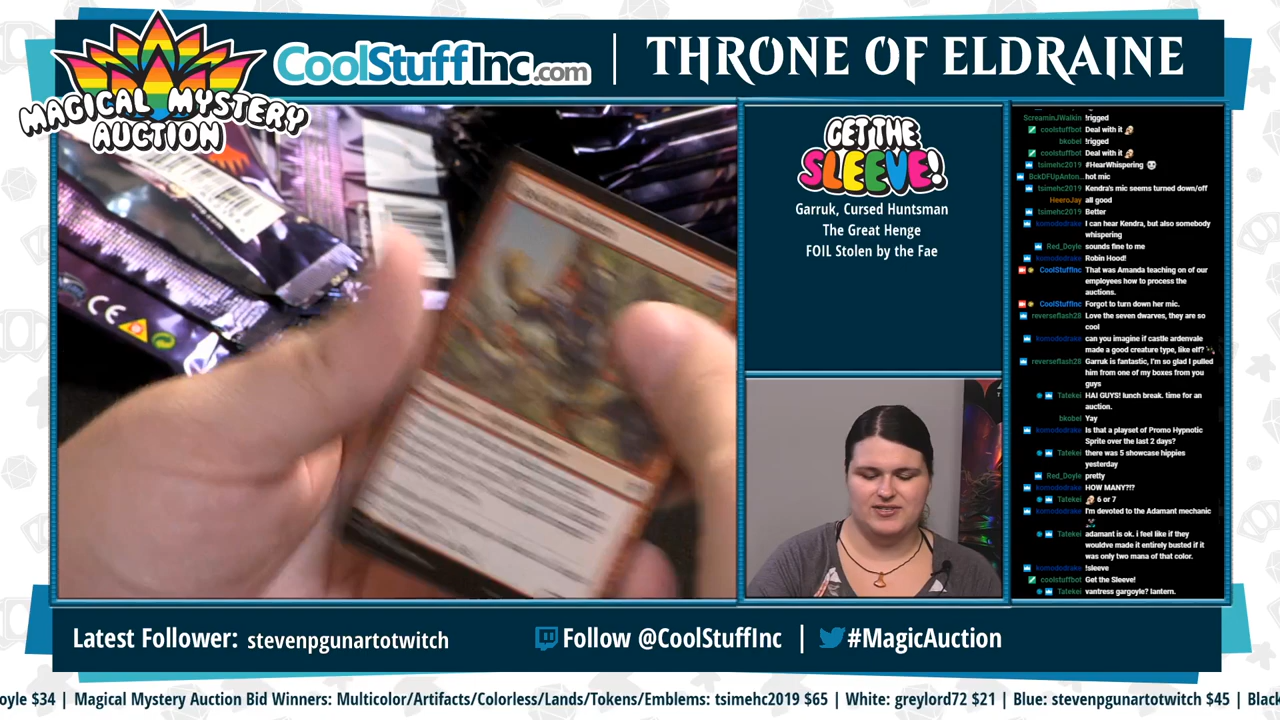 MAGICAL MYSTERY
AUCTION
CoolStuffInc.com
THRONE OF ELDRAINE
GET THE
SLEEVE!
Garruk, Cursed Huntsman
The Great Henge
FOIL Stolen by the Fae
ScreaminJWalkin !rigged
coolstuffbot Deal with it
bkobel !rigged
coolstuffbot Deal with it
tsimehc2019 #HearWhispering
BckDFUpAnton... hot mic
tsimehc2019 Kendra's mic seems turned down/off
HeeroJay all good
tsimehc2019 Better
komododrake I can hear Kendra, but also somebody
whispering
Red_Doyle sounds fine to me
komododrake Robin Hood!
CoolStuffInc That was Amanda teaching on of our
employees how to process the
auctions.
CoolStuffInc Forgot to turn down her mic.
reverseflash28 Love the seven dwarves, they are so
cool
komododrake can you imagine if castle ardenvale
made a good creature type, like elf?
reverseflash28 Garruk is fantastic, I'm so glad I pulled
him from one of my boxes from you
guys
Tatekei HAI GUYS! lunch break. time for an
auction.
bkobel Yay
komododrake Is that a playset of Promo Hypnotic
Sprite over the last 2 days?
Tatekei there was 5 showcase hippies
yesterday
Red_Doyle pretty
komododrake HOW MANY?!?
Tatekei 6 or 7
komododrake I'm devoted to the Adamant mechanic
Tatekei adamant is ok. i feel like if they
wouldve made it entirely busted if it
was only two mana of that color.
komododrake !sleeve
coolstuffbot Get the Sleeve!
Tatekei vantress gargoyle? lantern.
CE
Latest Follower: stevenpgunartotwitch
Follow @CoolStuffInc | #MagicAuction
oyle $34 | Magical Mystery Auction Bid Winners: Multicolor/Artifacts/Colorless/Lands/Tokens/Emblems: tsimehc2019 $65 | White: greylord72 $21 | Blue: stevenpgunartotwitch $45 | Black